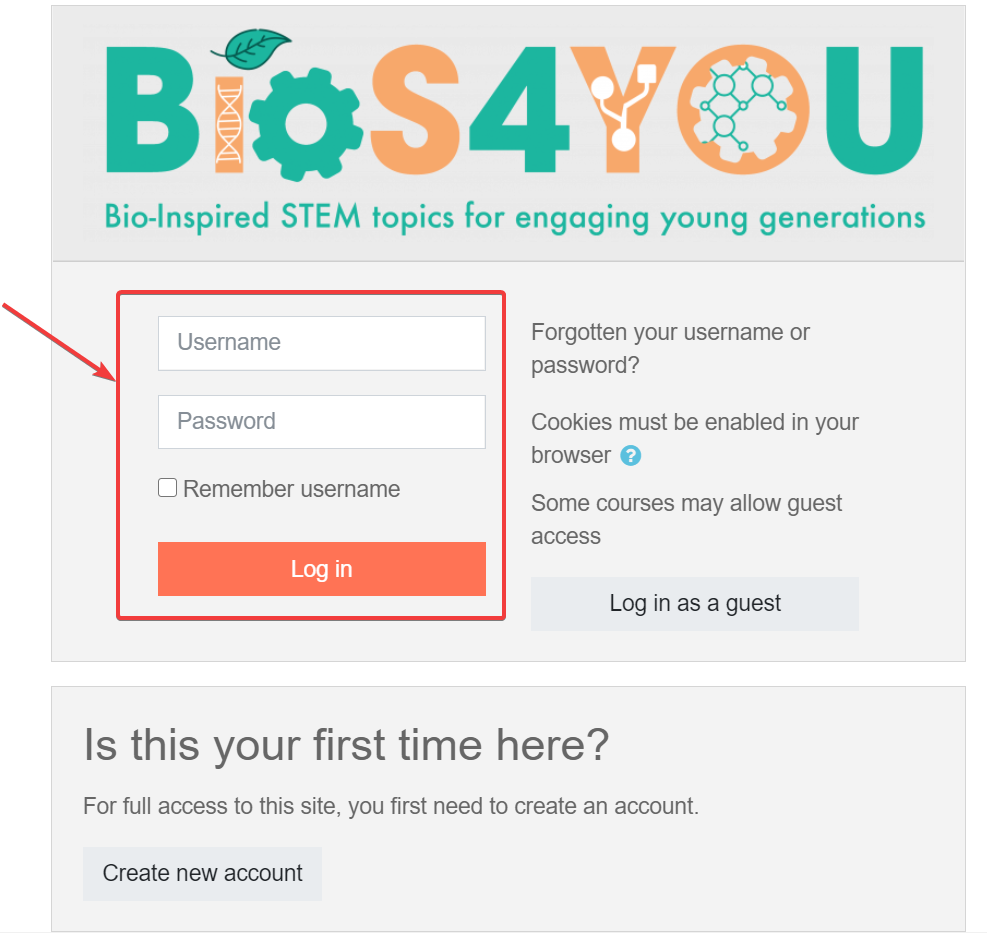 BiOS4YOU
Bio-Inspired STEM topics for engaging young generations
Username
Password
Remember username
Log in
Forgotten your username or
password?
Cookies must be enabled in your
browser ?
Some courses may allow guest
access
Log in as a guest
Is this your first time here?
For full access to this site, you first need to create an account.
Create new account